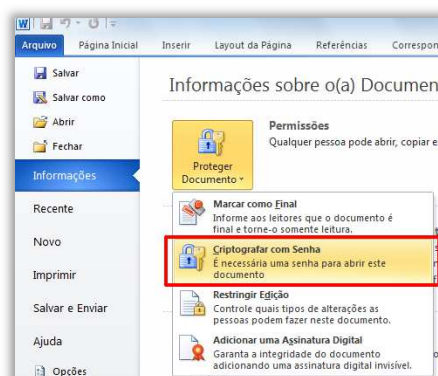 W
Arquivo Página Inicial Inserir Layout da Página Referências Correspon
Salvar
Salvar como
Abrir
Fechar
Informações
Recente
Novo
Imprimir
Salvar e Enviar
Ajuda
Opções
Informações sobre o(a) Documen
Permissões
Qualquer pessoa pode abrir, copiar e
Proteger
Documento
Marcar como Final
Informe aos leitores que o documento é
final e torne-o somente leitura.
Criptografar com Senha
É necessária uma senha para abrir este
documento
Restringir Edição
Controle quais tipos de alterações as
pessoas podem fazer neste documento.
Adicionar uma Assinatura Digital
Garanta a integridade do documento
adicionando uma assinatura digital invisível.